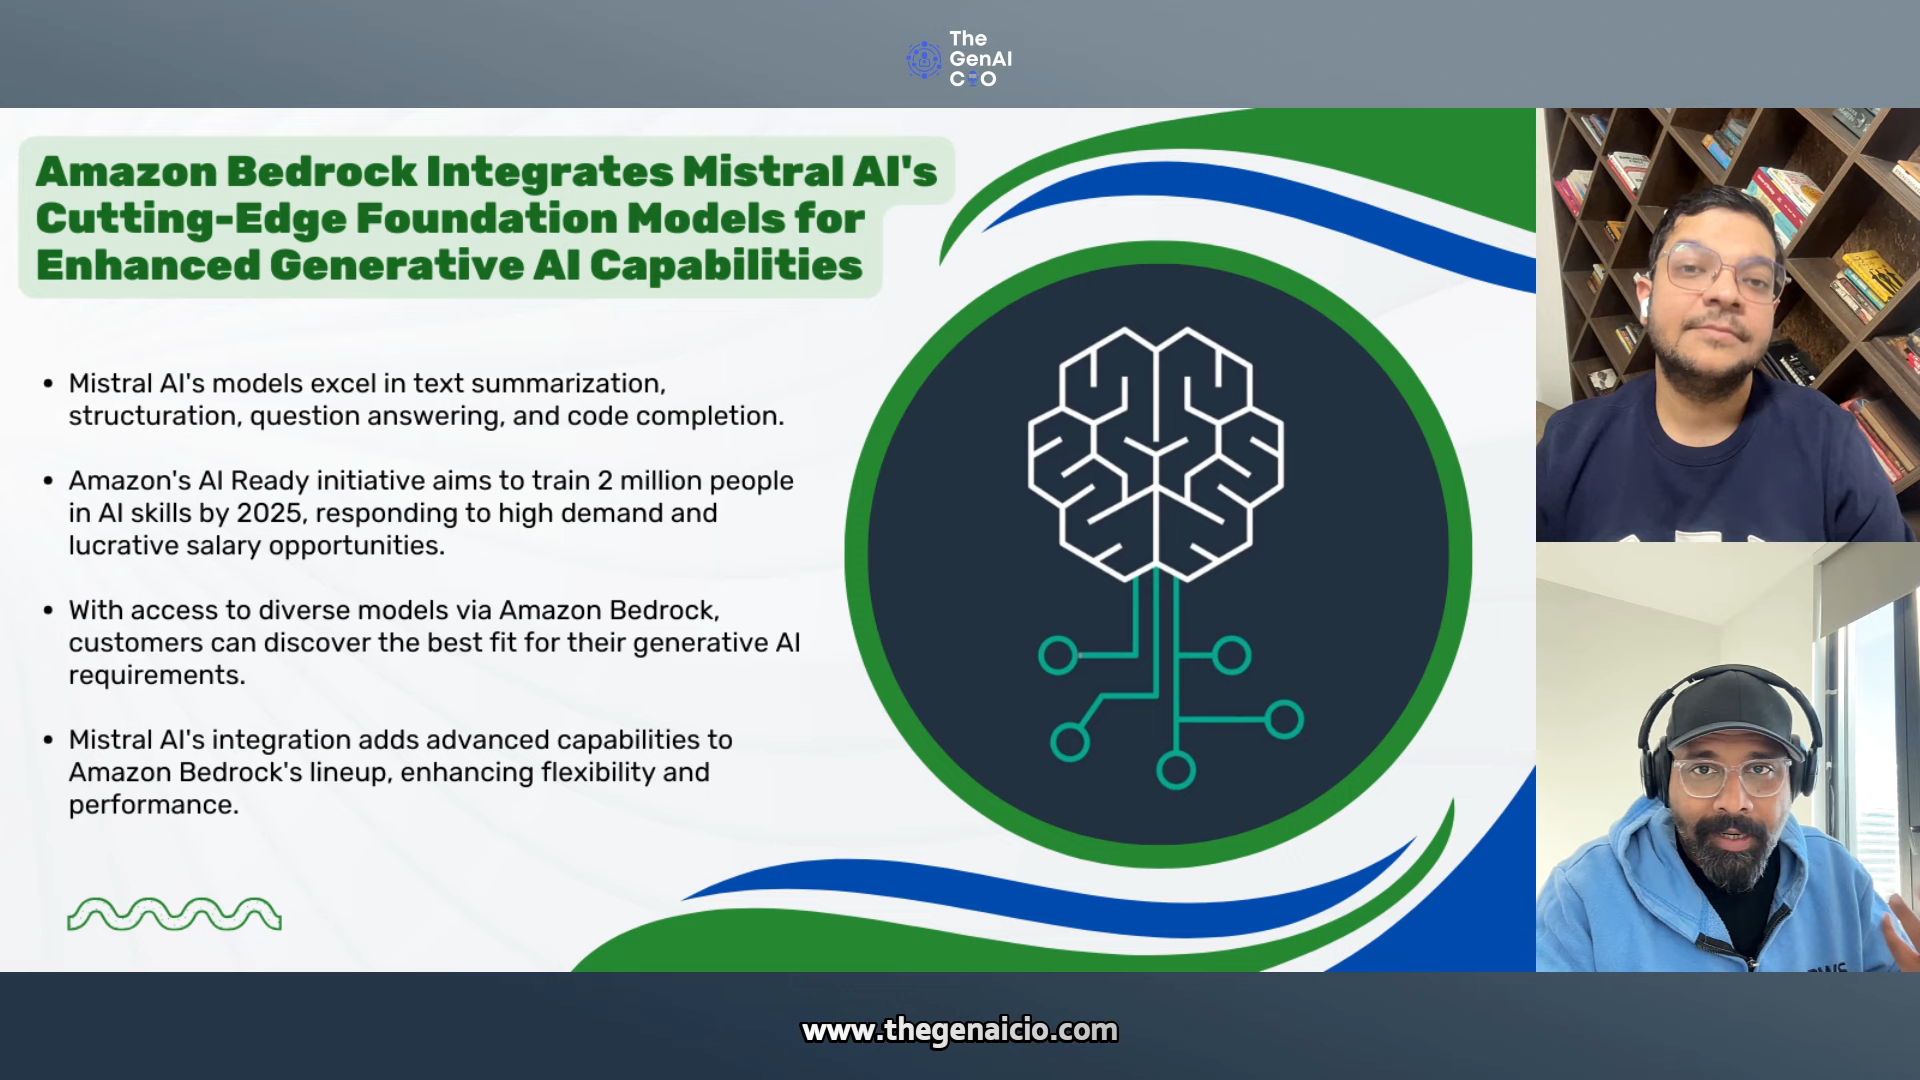 The
GenAI
CIO
Amazon Bedrock Integrates Mistral AI's
Cutting-Edge Foundation Models for
Enhanced Generative AI Capabilities
• Mistral AI's models excel in text summarization,
structuration, question answering, and code completion.
• Amazon's AI Ready initiative aims to train 2 million people
in AI skills by 2025, responding to high demand and
lucrative salary opportunities.
• With access to diverse models via Amazon Bedrock,
customers can discover the best fit for their generative AI
requirements.
• Mistral AI's integration adds advanced capabilities to
Amazon Bedrock's lineup, enhancing flexibility and
performance.
www.thegenaicio.com